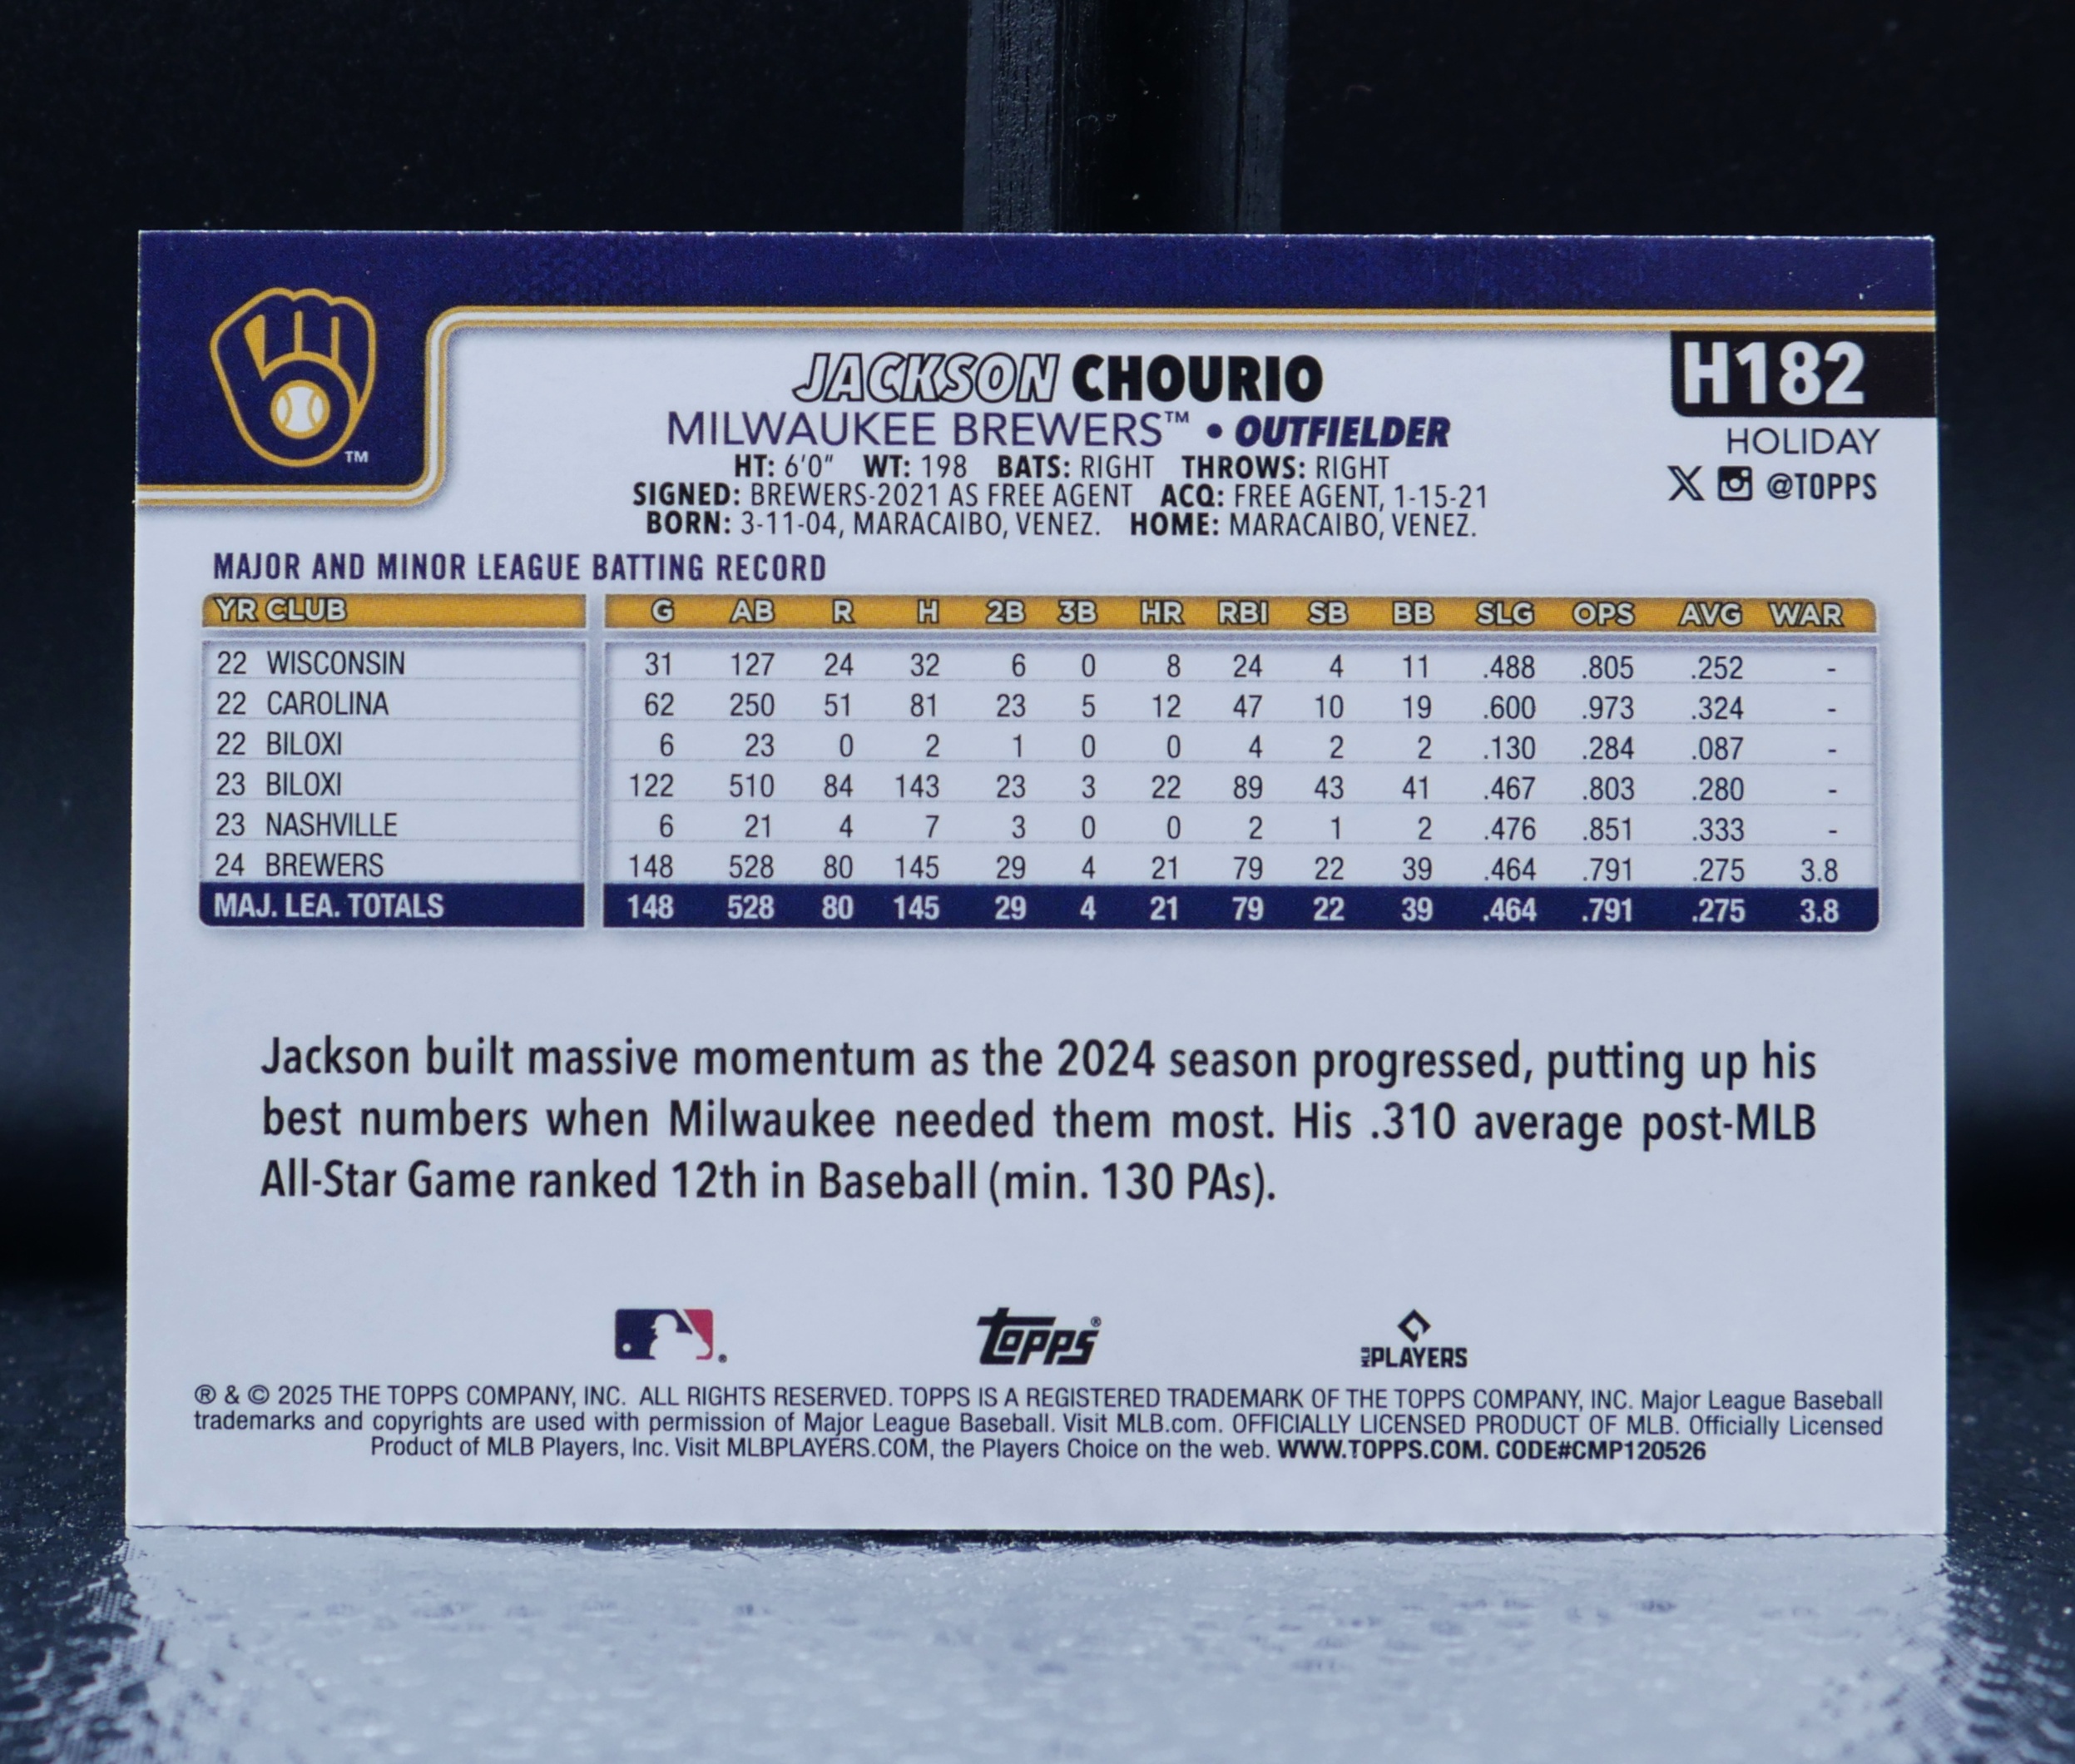 JACKSON CHOURIO
H182
MILWAUKEE BREWERS™ • OUTFIELDER
HOLIDAY
HT: 6'0" WT: 198 BATS: RIGHT THROWS: RIGHT
@TOPPS
SIGNED: BREWERS-2021 AS FREE AGENT ACQ: FREE AGENT, 1-15-21
BORN: 3-11-04, MARACAIBO, VENEZ. HOME: MARACAIBO, VENEZ.
TM
MAJOR AND MINOR LEAGUE BATTING RECORD
YR CLUB G AB R H 2B 3B HR RBI SB BB SLG OPS AVG WAR
22 WISCONSIN 31 127 24 32 6 0 8 24 4 11 .488 .805 .252 -
22 CAROLINA 62 250 51 81 23 5 12 47 10 19 .600 .973 .324 -
22 BILOXI 6 23 0 2 1 0 0 4 2 2 .130 .284 .087 -
23 BILOXI 122 510 84 143 23 3 22 89 43 41 .467 .803 .280 -
23 NASHVILLE 6 21 4 7 3 0 0 2 1 2 .476 .851 .333 -
24 BREWERS 148 528 80 145 29 4 21 79 22 39 .464 .791 .275 3.8
MAJ. LEA. TOTALS 148 528 80 145 29 4 21 79 22 39 .464 .791 .275 3.8
Jackson built massive momentum as the 2024 season progressed, putting up his
best numbers when Milwaukee needed them most. His .310 average post-MLB
All-Star Game ranked 12th in Baseball (min. 130 PAs).
topps®
MLB PLAYERS
® & © 2025 THE TOPPS COMPANY, INC. ALL RIGHTS RESERVED. TOPPS IS A REGISTERED TRADEMARK OF THE TOPPS COMPANY, INC. Major League Baseball
trademarks and copyrights are used with permission of Major League Baseball. Visit MLB.com. OFFICIALLY LICENSED PRODUCT OF MLB. Officially Licensed
Product of MLB Players, Inc. Visit MLBPLAYERS.COM, the Players Choice on the web. WWW.TOPPS.COM. CODE#CMP120526